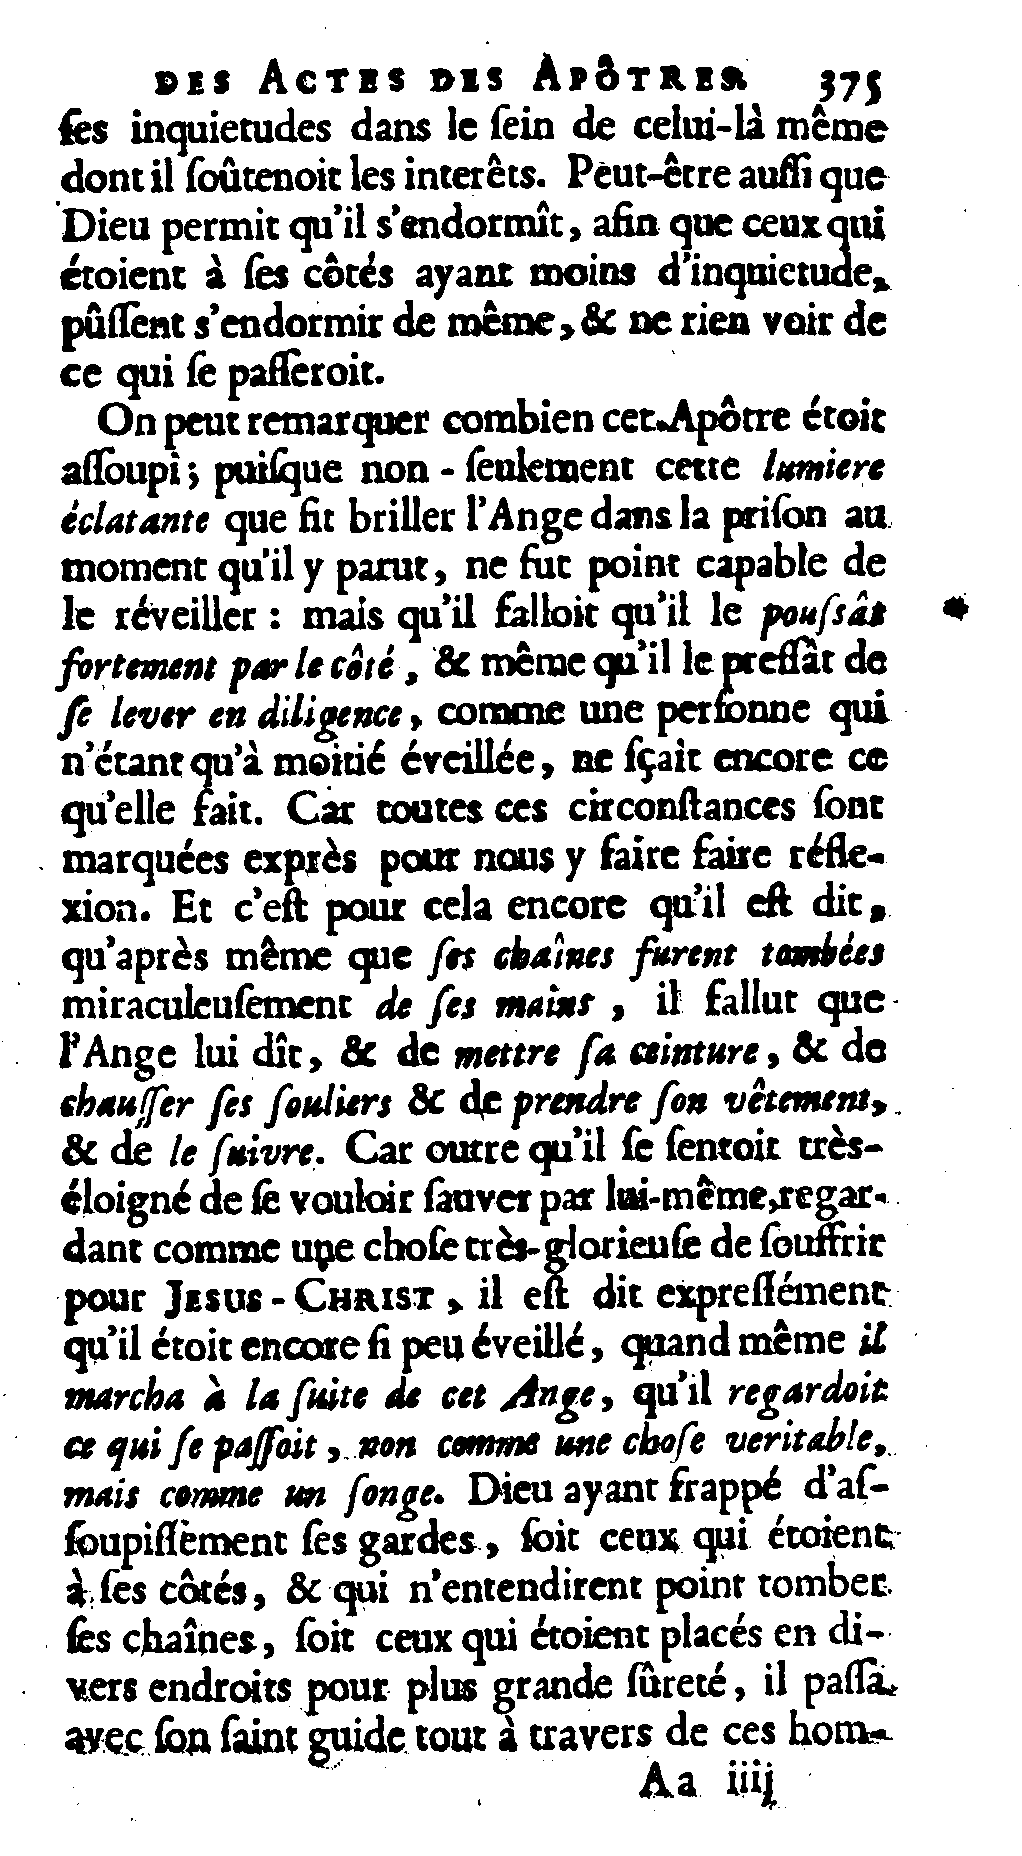 DES ACTES DES APÔTRES 375
ſes inquietudes dans le ſein de celui-là même
dont il ſoûtenoit les interêts. Peut-être auſſi que
Dieu permit qu'il s'endormît, afin que ceux qui
étoient à ſes côtés ayant moins d'inquietude,
pûſſent s'endormir de même, & ne rien voir de
ce qui ſe paſſeroit.
On peut remarquer combien cet Apôtre étoit
aſſoupi; puiſque non-ſeulement cette lumiere
éclatante que fit briller l'Ange dans la priſon au
moment qu'il y parut, ne fut point capable de
le réveiller : mais qu'il falloit qu'il le pouſsât
fortement par le côté, & même qu'il le preſſât de
ſe lever en diligence, comme une perſonne qui
n'étant qu'à moitié éveillée, ne ſçait encore ce
qu'elle fait. Car toutes ces circonſtances ſont
marquées exprès pour nous y faire faire réfle-
xion. Et c'eſt pour cela encore qu'il eſt dit,
qu'après même que ſes chaînes furent tombées
miraculeuſement de ſes mains, il fallut que
l'Ange lui dît, & de mettre ſa ceinture, & de
chauſſer ſes ſouliers & de prendre ſon vêtement,
& de le ſuivre. Car outre qu'il ſe ſentoit très-
éloigné de ſe vouloir ſauver par lui-même, regar-
dant comme une choſe très-glorieuſe de ſouffrir
pour JESUS-CHRIST, il eſt dit expreſſément
qu'il étoit encore ſi peu éveillé, quand même il
marcha à la ſuite de cet Ange, qu'il regardoit
ce qui ſe paſſoit, non comme une choſe veritable,
mais comme un ſonge. Dieu ayant frappé d'aſ-
ſoupiſſement ſes gardes, ſoit ceux qui étoient
à ſes côtés, & qui n'entendirent point tomber
ſes chaînes, ſoit ceux qui étoient placés en di-
vers endroits pour plus grande ſûreté, il paſſa
avec ſon ſaint guide tout à travers de ces hom-
Aa iiij